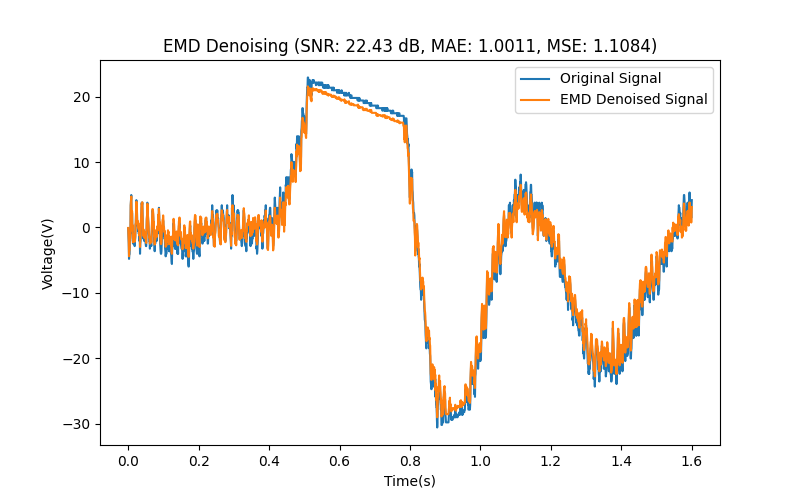 EMD Denoising (SNR: 22.43 dB, MAE: 1.0011, MSE: 1.1084)
Original Signal
EMD Denoised Signal
20
10
0
−10
−20
−30
Voltage(V)
0.0 0.2 0.4 0.6 0.8 1.0 1.2 1.4 1.6
Time(s)